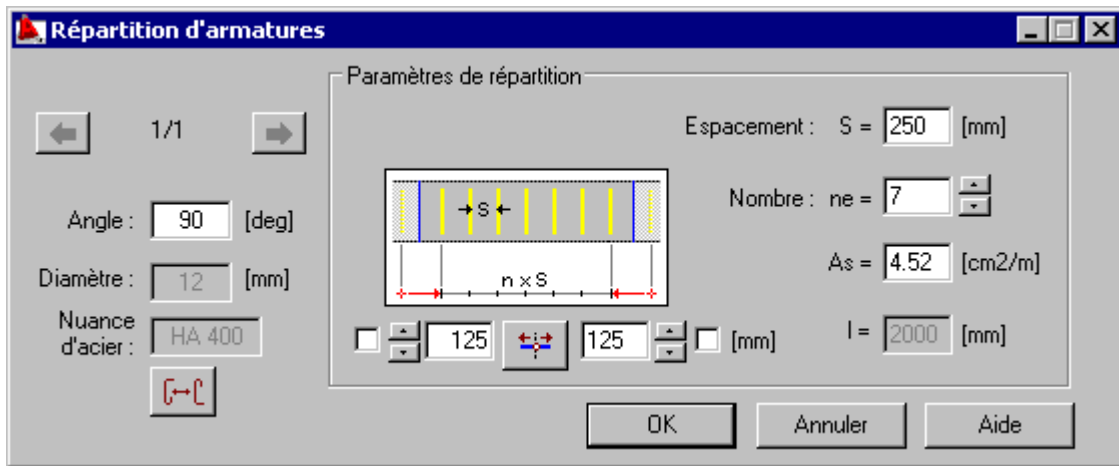 Répartition d'armatures
1/1
Angle : 90 [deg]
Diamètre : 12 [mm]
Nuance
d'acier : HA 400
Paramètres de répartition
Espacement : S = 250 [mm]
Nombre : ne = 7
As = 4.52 [cm2/m]
l = 2000 [mm]
S
n x S
125 125 [mm]
OK Annuler Aide